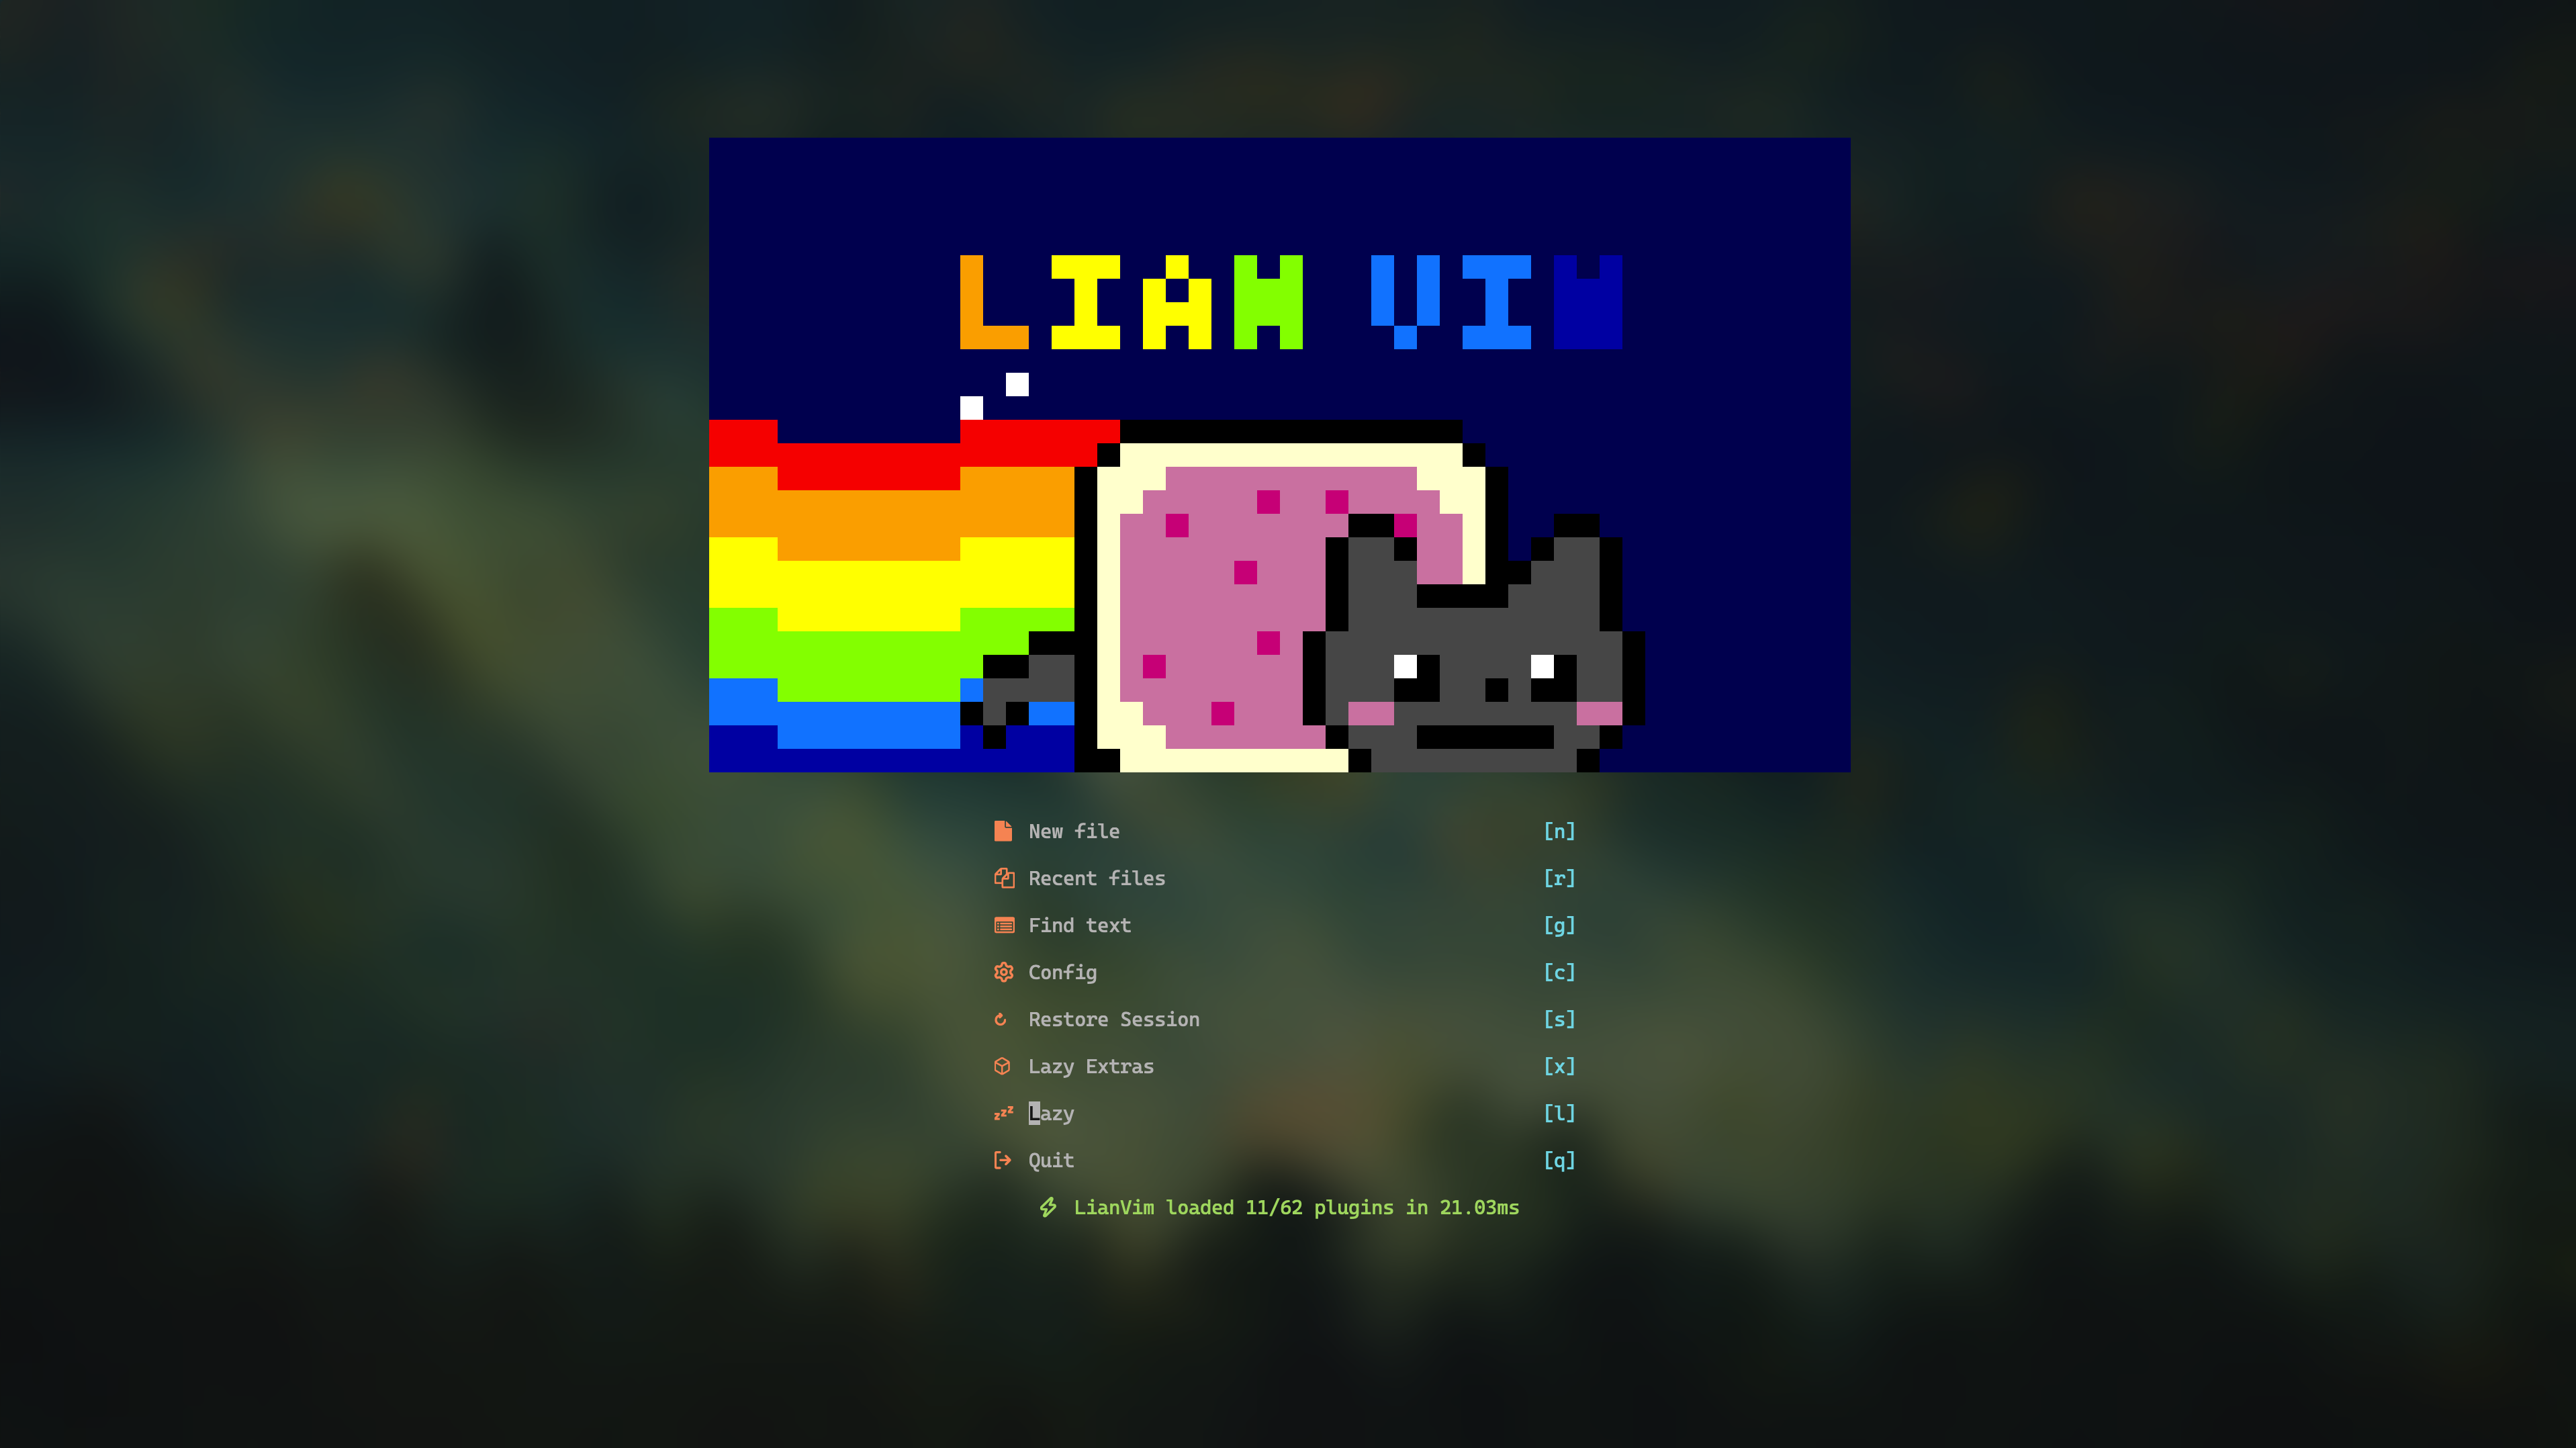 LIAN VIM
New file [n]
Recent files [r]
Find text [g]
Config [c]
Restore Session [s]
Lazy Extras [x]
Lazy [l]
Quit [q]
LianVim loaded 11/62 plugins in 21.03ms